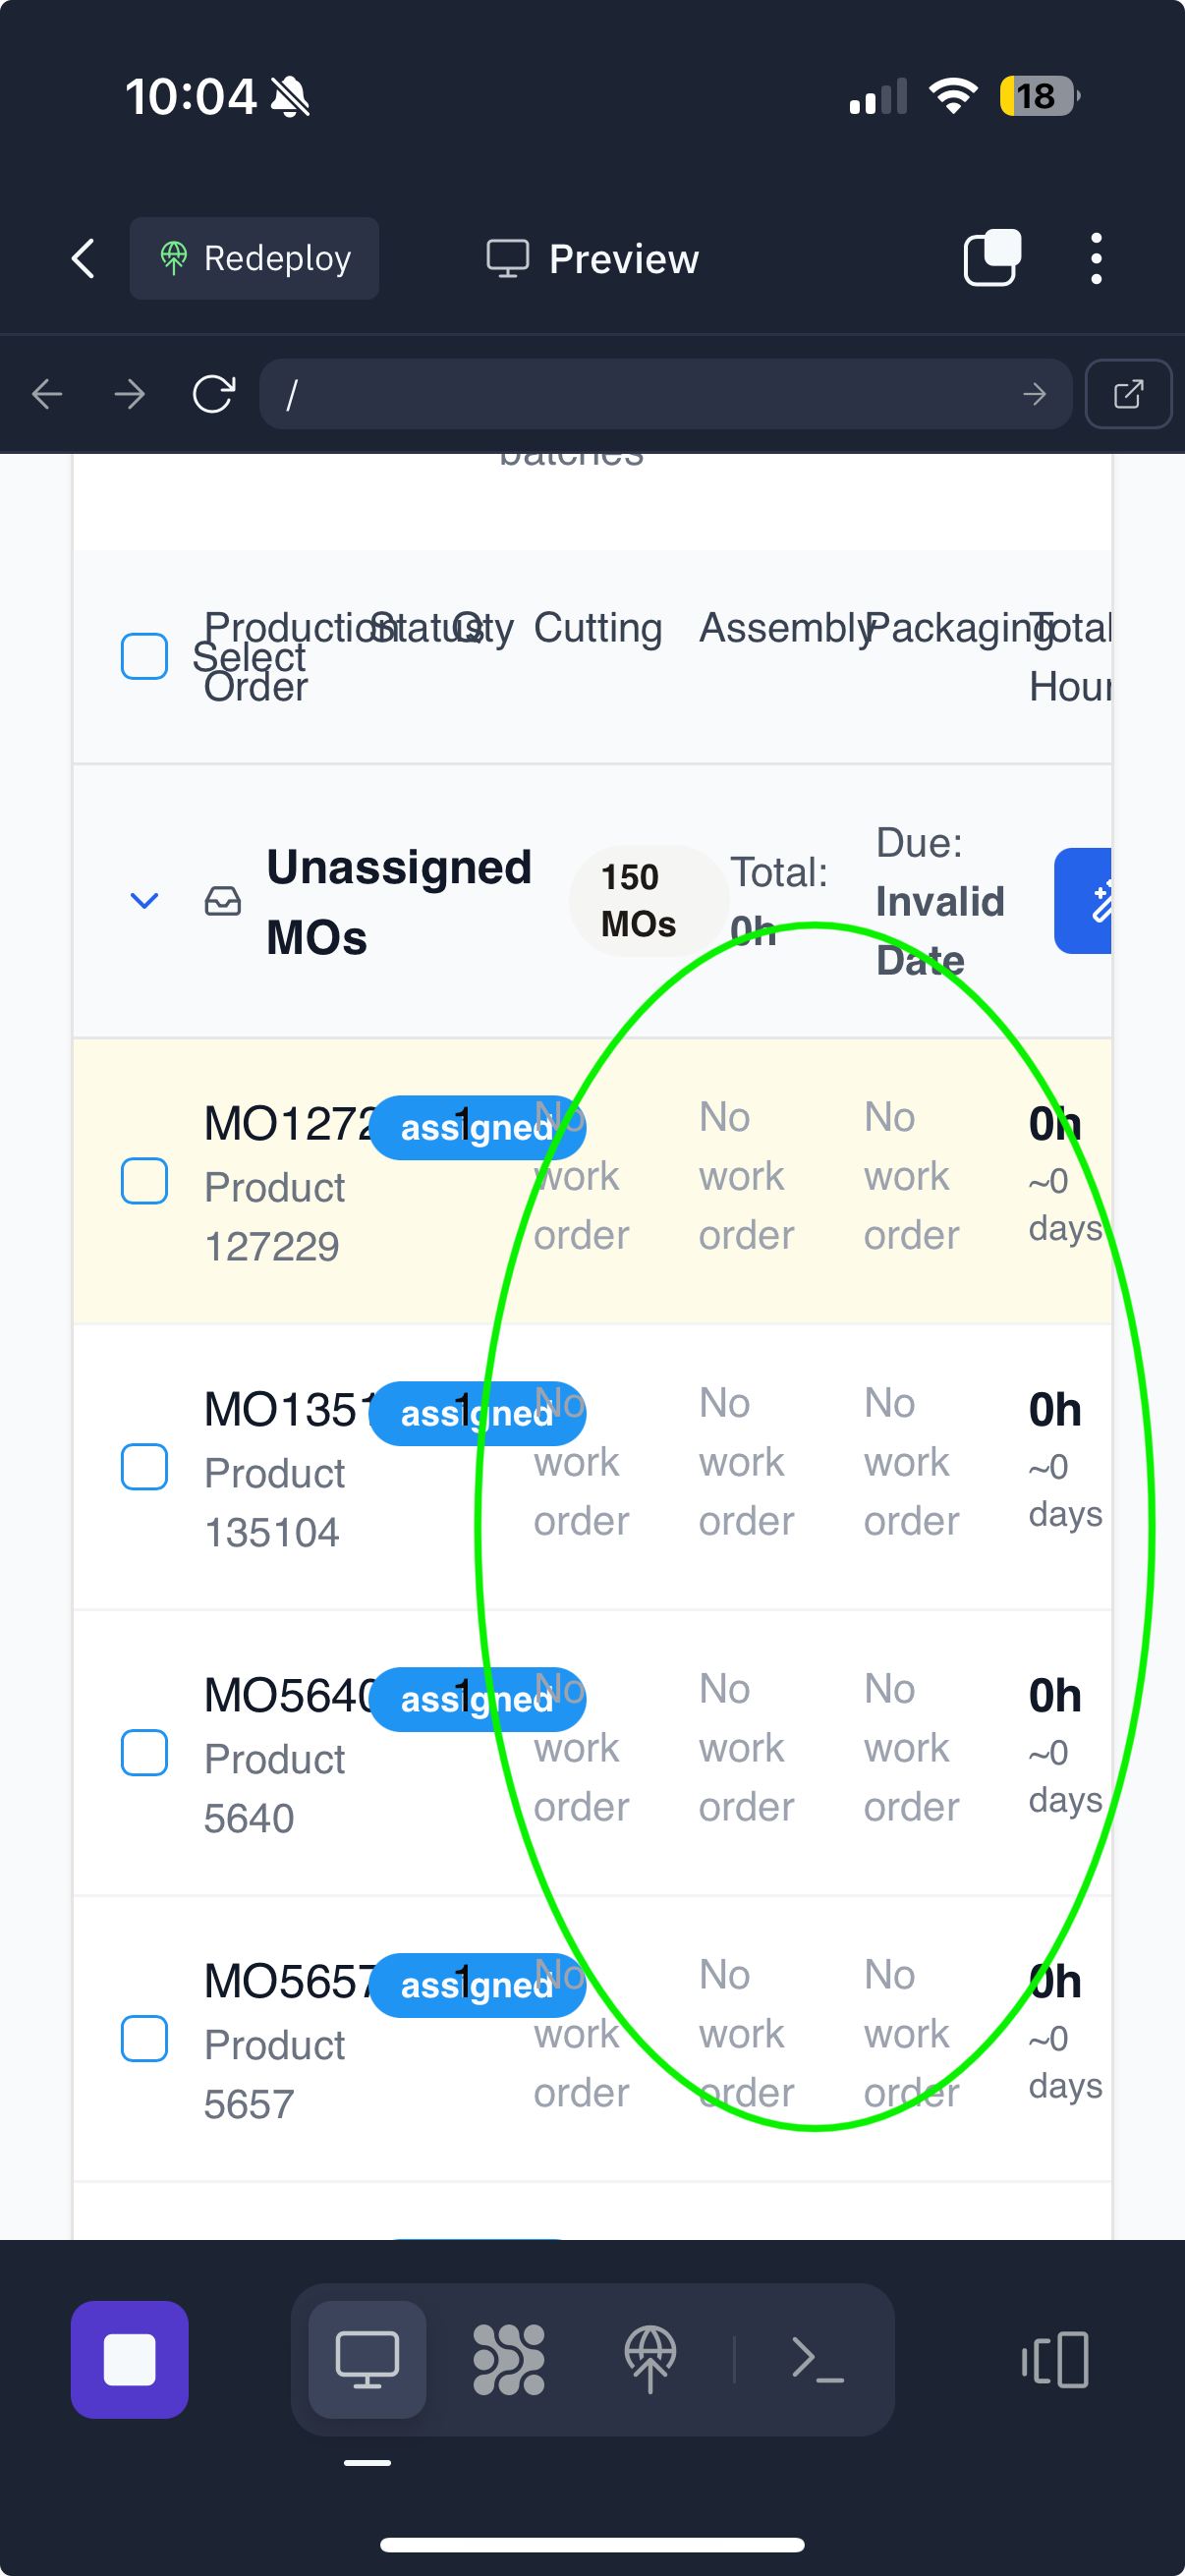 10:04
18
Redeploy
Preview
/
batches
Production Status Qty Cutting Assembly Packaging Total
Select
Order Hour
Unassigned MOs
150 MOs
Total: 0h
Due: Invalid Date
MO1272 assigned 1 No work order No work order No work order 0h
Product 127229
~0 days
MO1351 assigned 1 No work order No work order No work order 0h
Product 135104
~0 days
MO5640 assigned 1 No work order No work order No work order 0h
Product 5640
~0 days
MO5657 assigned 1 No work order No work order No work order 0h
Product 5657
~0 days